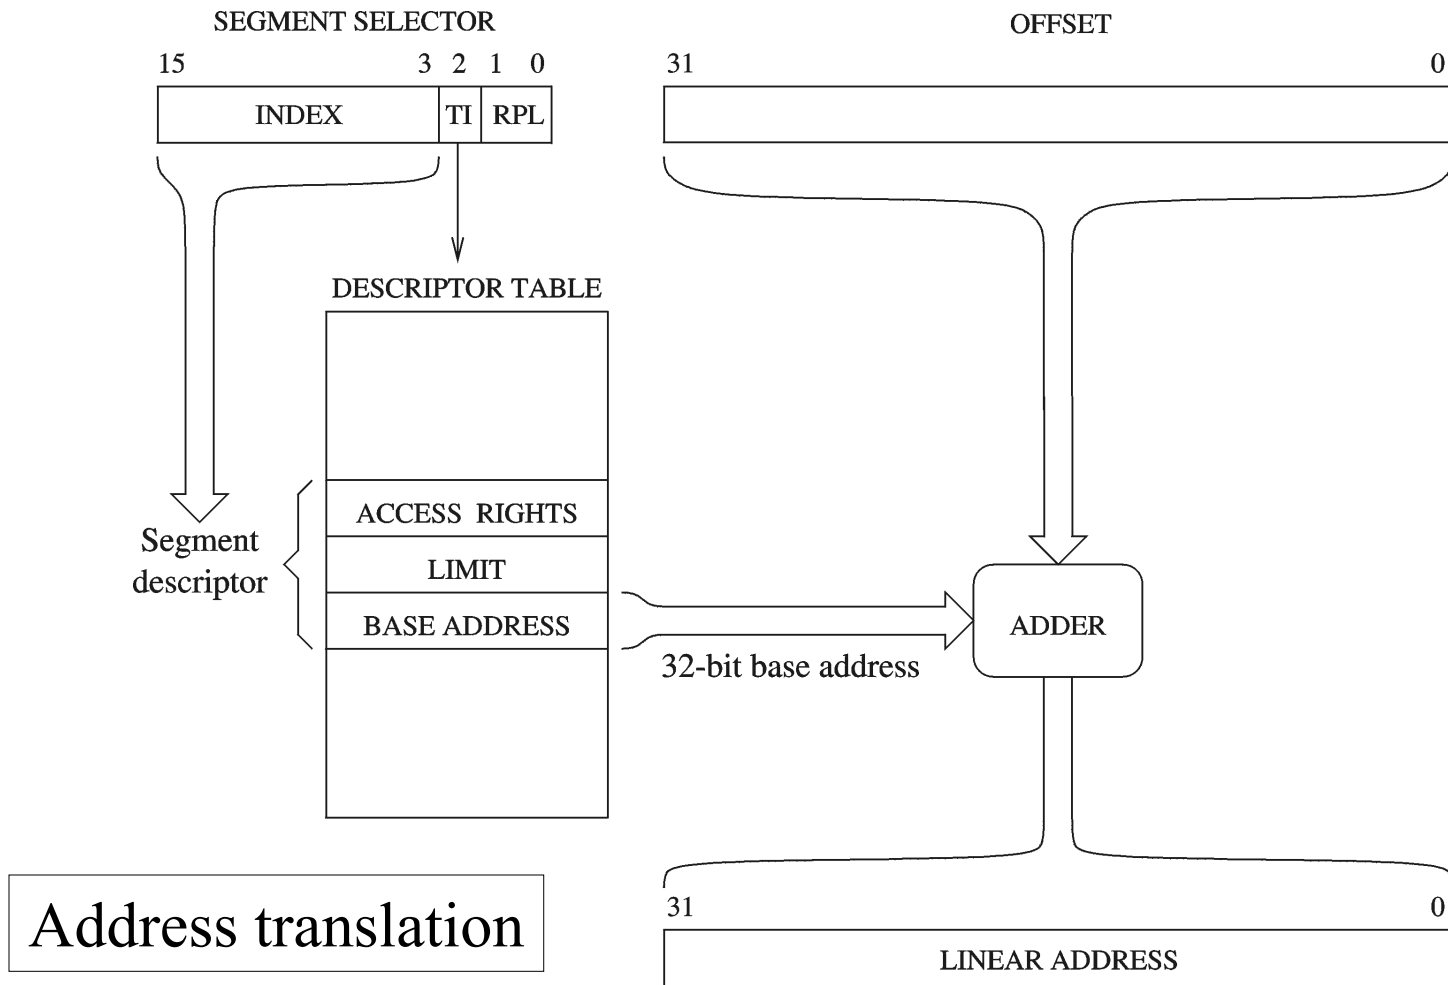 SEGMENT SELECTOR
OFFSET
15 3 2 1 0
31 0
INDEX TI RPL
DESCRIPTOR TABLE
ACCESS RIGHTS
Segment
descriptor
LIMIT
BASE ADDRESS
ADDER
32-bit base address
31 0
Address translation
LINEAR ADDRESS